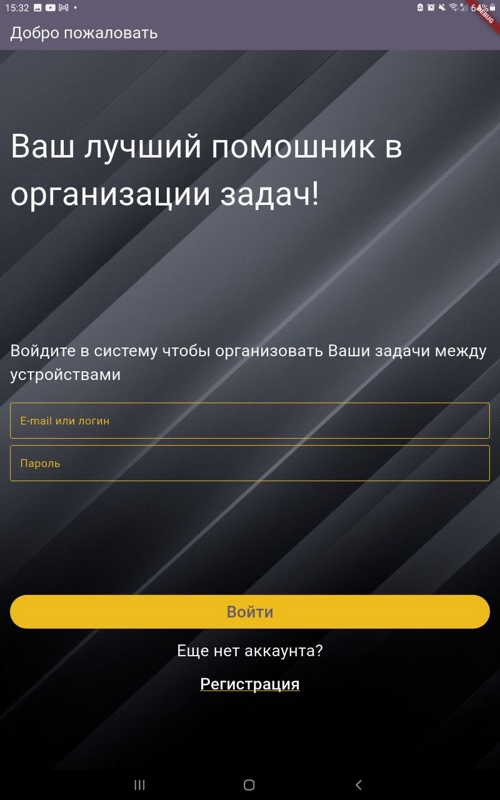 15:32
64%
DEBUG
Добро пожаловать
Ваш лучший помошник в
организации задач!
Войдите в систему чтобы организовать Ваши задачи между
устройствами
E-mail или логин
Пароль
Войти
Еще нет аккаунта?
Регистрация